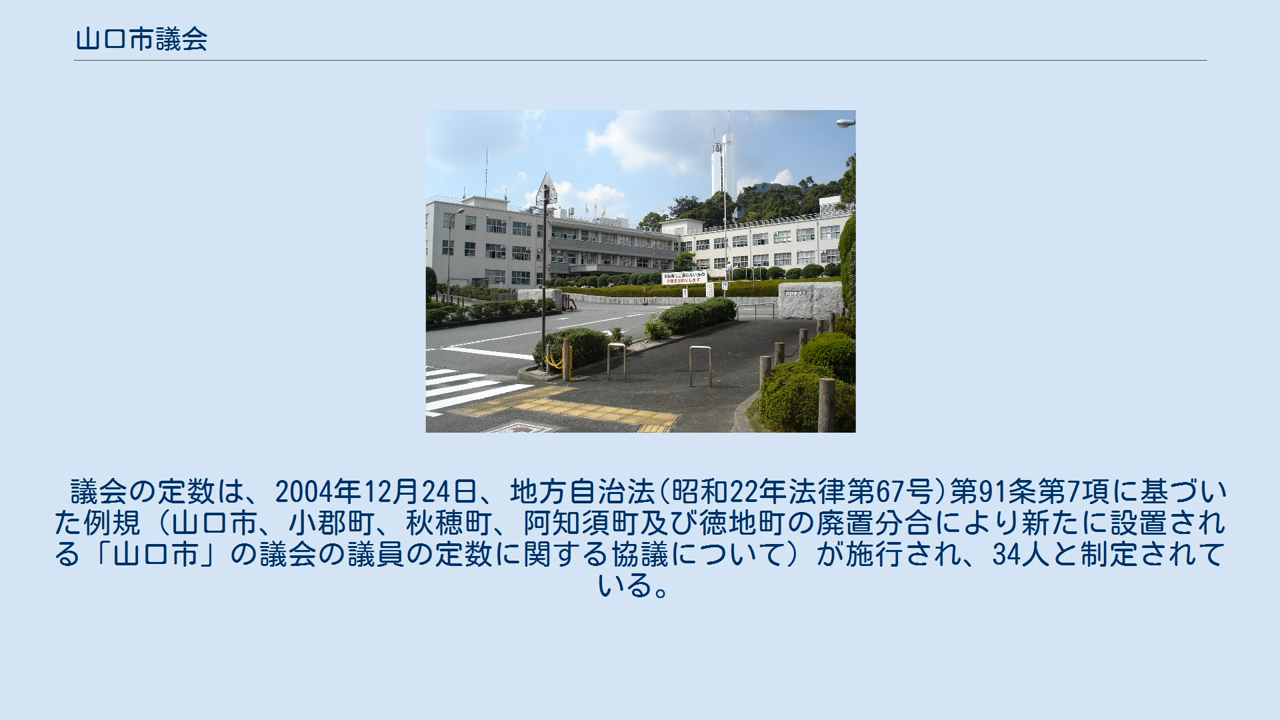 山口市議会
議会の定数は、2004年12月24日、地方自治法(昭和22年法律第67号)第91条第7項に基づい
た例規（山口市、小郡町、秋穂町、阿知須町及び徳地町の廃置分合により新たに設置され
る「山口市」の議会の議員の定数に関する協議について）が施行され、34人と制定されて
いる。